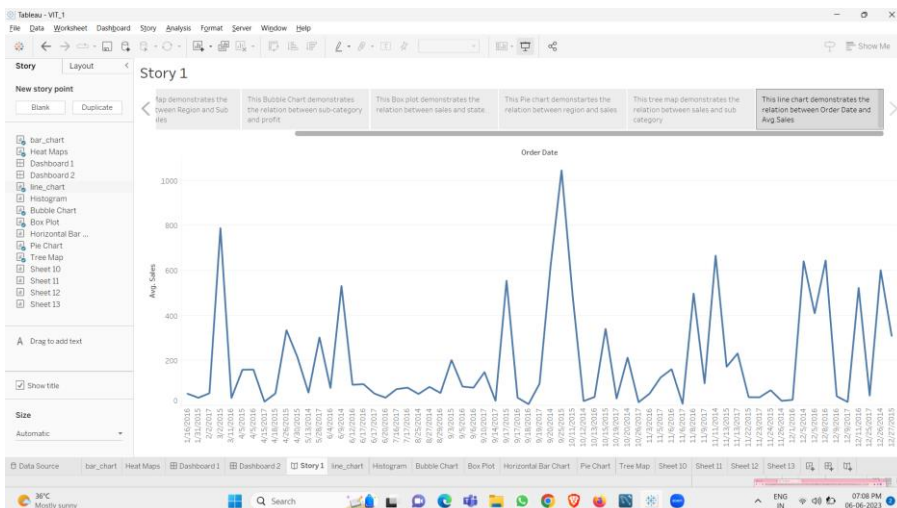 Tableau - VIT_1
File Data Worksheet Dashboard Story Analysis Format Server Window Help
Show Me
Story Layout
New story point
Blank Duplicate
bar_chart
Heat Maps
Dashboard 1
Dashboard 2
line_chart
Histogram
Bubble Chart
Box Plot
Horizontal Bar ...
Pie Chart
Tree Map
Sheet 10
Sheet 11
Sheet 12
Sheet 13
Drag to add text
Show title
Size
Automatic
Story 1
Map demonstrates the
tween Region and Sub
les
This Bubble Chart demonstrates
the relation between sub-category
and profit
This Box plot demonstrates the
relation between sales and state.
This Pie chart demonstartes the
relation between region and sales
This tree map demonstrates the
relation between sales and sub
category
This line chart demonstrates the
relation between Order Date and
Avg.Sales
Order Date
Avg. Sales
1000
800
600
400
200
0
Data Source bar_chart Heat Maps Dashboard 1 Dashboard 2 Story 1 line_chart Histogram Bubble Chart Box Plot Horizontal Bar Chart Pie Chart Tree Map Sheet 10 Sheet 11 Sheet 12 Sheet 13
36°C
Mostly sunny
Search
ENG
IN
07:08 PM
06-06-2023